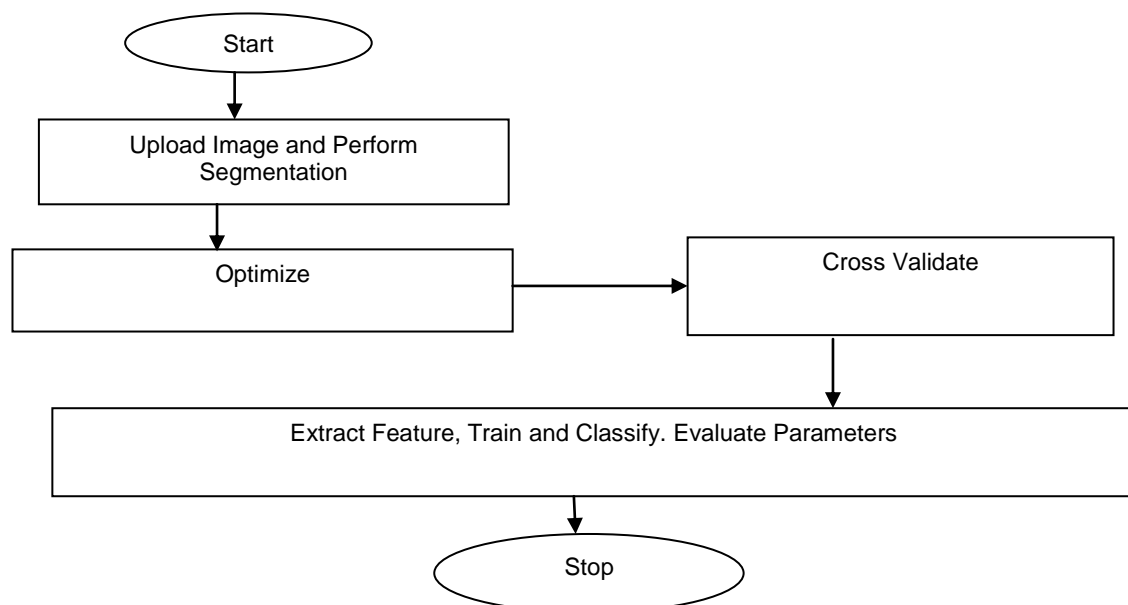 Start
Upload Image and Perform
Segmentation
Optimize
Cross Validate
Extract Feature, Train and Classify. Evaluate Parameters
Stop